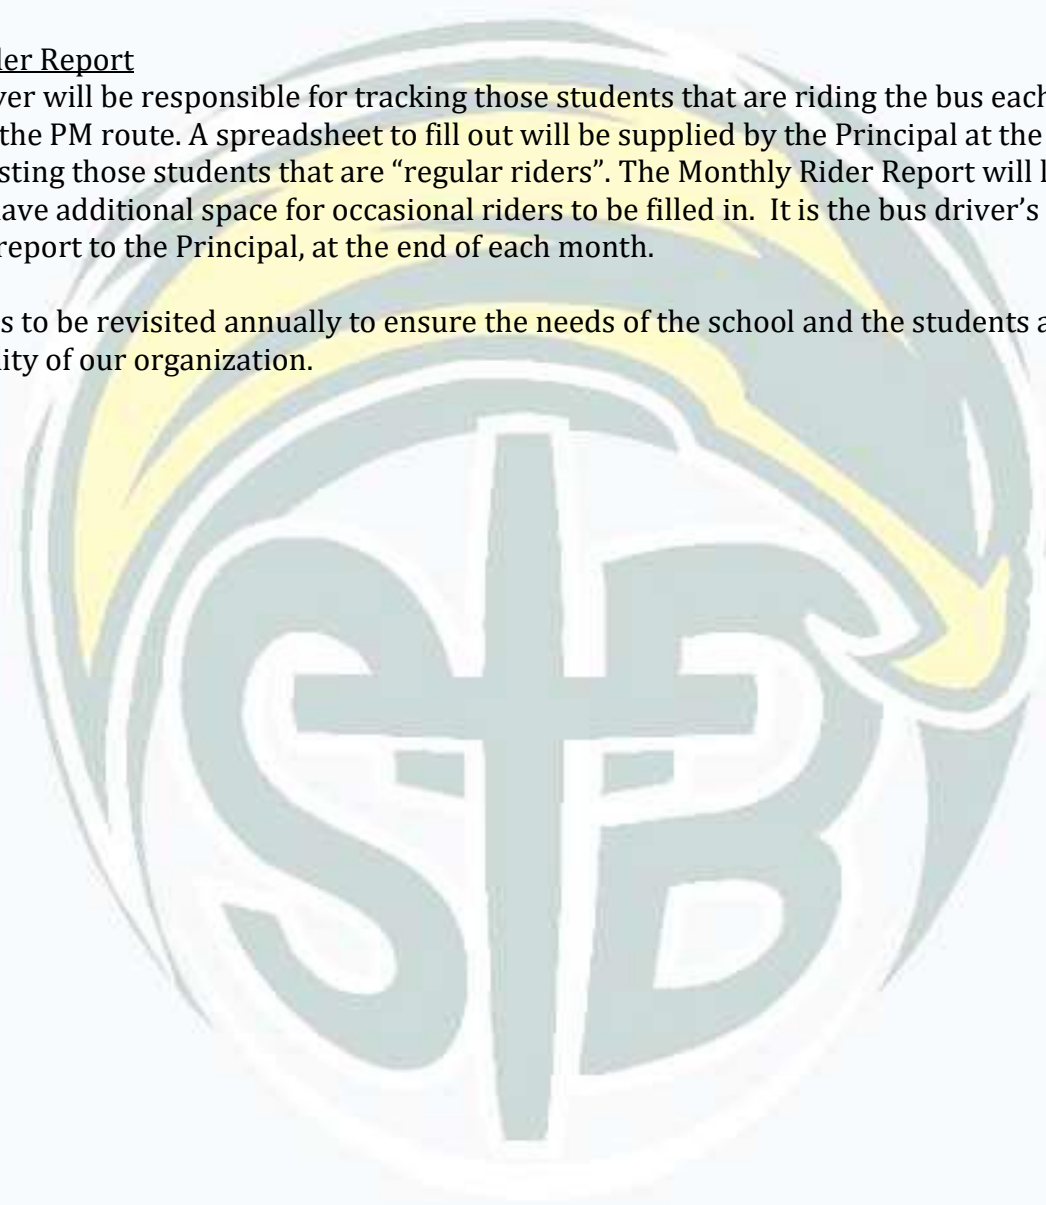 ler Report
ver will be responsible for tracking those students that are riding the bus each
the PM route. A spreadsheet to fill out will be supplied by the Principal at the
sting those students that are “regular riders”. The Monthly Rider Report will l
ave additional space for occasional riders to be filled in.  It is the bus driver’s
report to the Principal, at the end of each month.
s to be revisited annually to ensure the needs of the school and the students a
ity of our organization.
SB